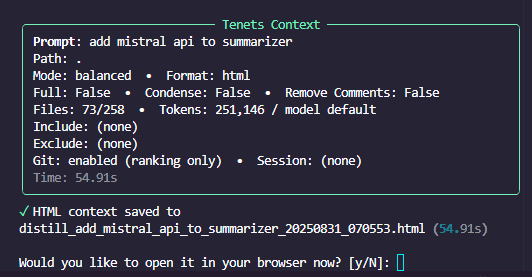 Tenets Context
Prompt: add mistral api to summarizer
Path: .
Mode: balanced • Format: html
Full: False • Condense: False • Remove Comments: False
Files: 73/258 • Tokens: 251,146 / model default
Include: (none)
Exclude: (none)
Git: enabled (ranking only) • Session: (none)
Time: 54.91s
✓ HTML context saved to
distill_add_mistral_api_to_summarizer_20250831_070553.html (54.91s)
Would you like to open it in your browser now? [y/N]: